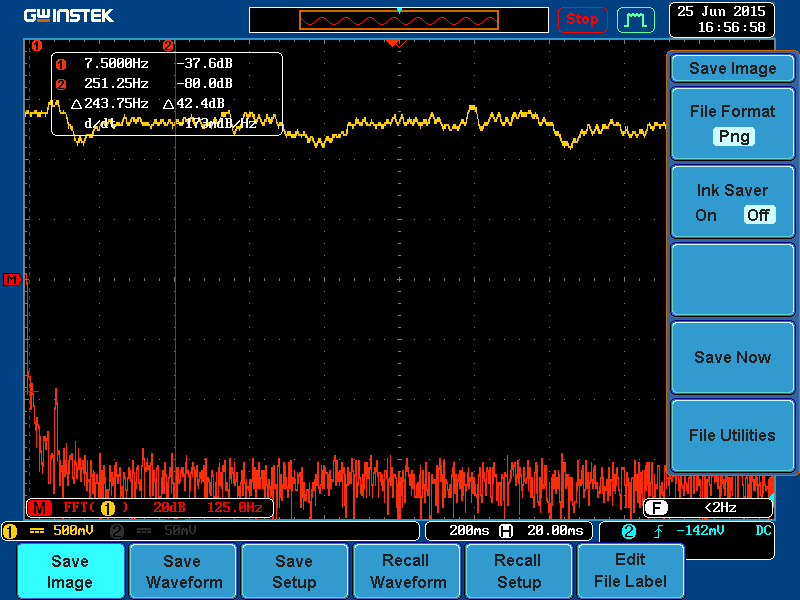 GWINSTEK
Stop
25 Jun 2015
16:56:58
1 2
1 7.5000Hz -37.6dB
2 251.25Hz -80.0dB
△243.75Hz △42.4dB
d/dt -173mdB/Hz
M
Save Image
File Format
Png
Ink Saver
On Off
Save Now
File Utilities
M FFT( 1 ) 20dB 125.0Hz
F <2Hz
1 500mV 2 50mV
200ms H 20.00ms
2 -142mV DC
Save Image
Save Waveform
Save Setup
Recall Waveform
Recall Setup
Edit File Label